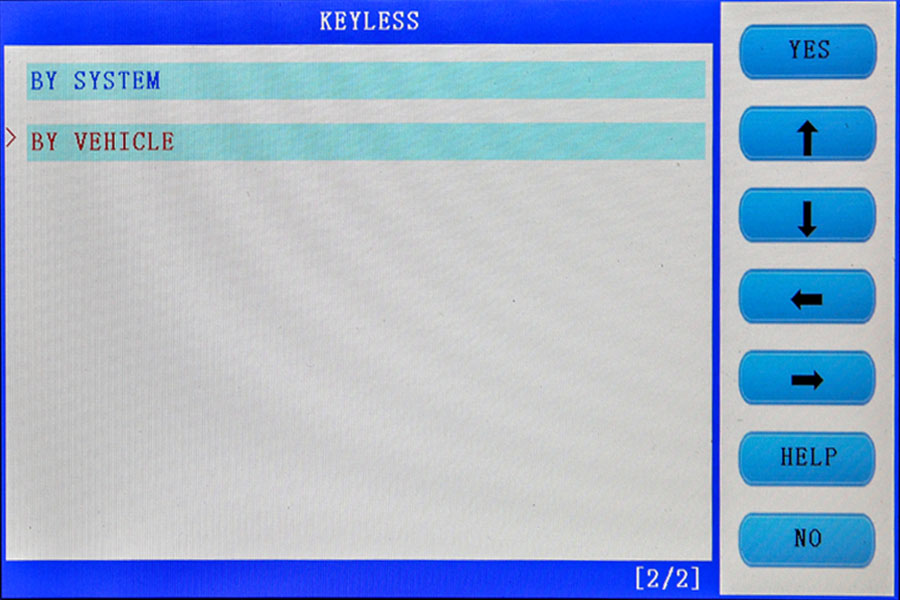 KEYLESS
BY SYSTEM
> BY VEHICLE
[2/2]
YES
↑
↓
←
→
HELP
NO